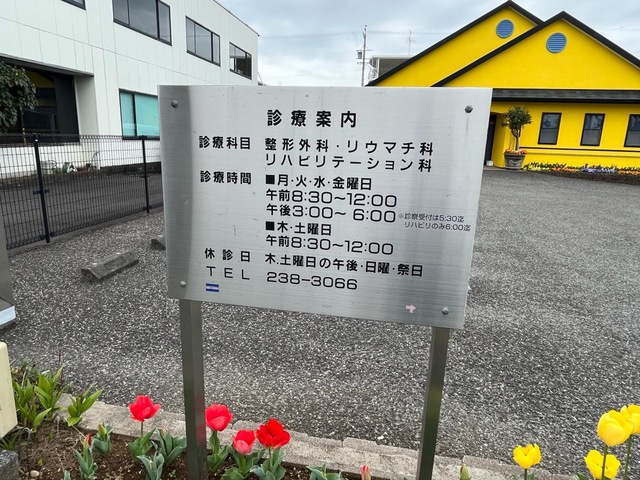 診療案内
診療科目 整形外科・リウマチ科
リハビリテーション科
診療時間 ■月・火・水・金曜日
午前8:30〜12:00
午後3:00〜6:00 ※診察受付は5:30迄
リハビリのみ6:00迄
■木・土曜日
午前8:30〜12:00
休診日 木.土曜日の午後・日曜・祭日
TEL 238-3066